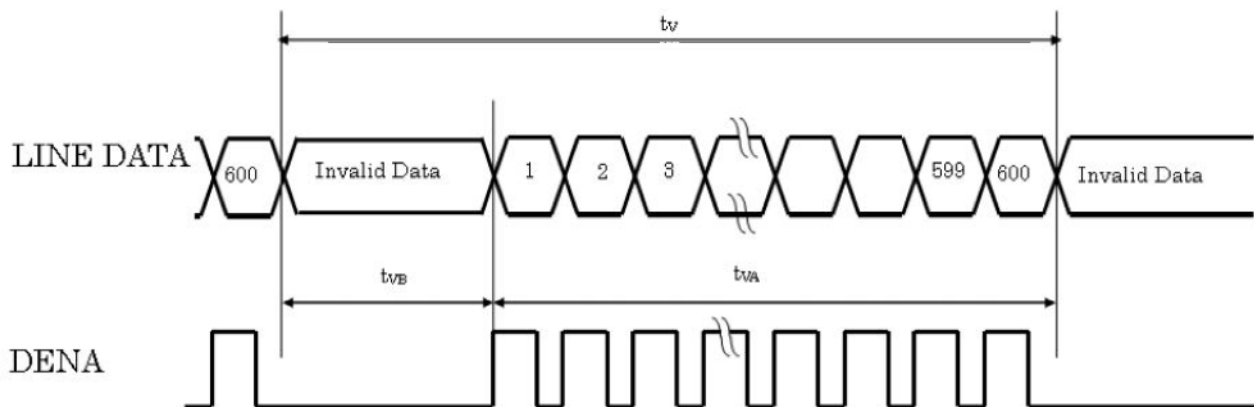 tV
LINE DATA
600
Invalid Data
1
2
3
599
600
Invalid Data
tVB
tVA
DENA